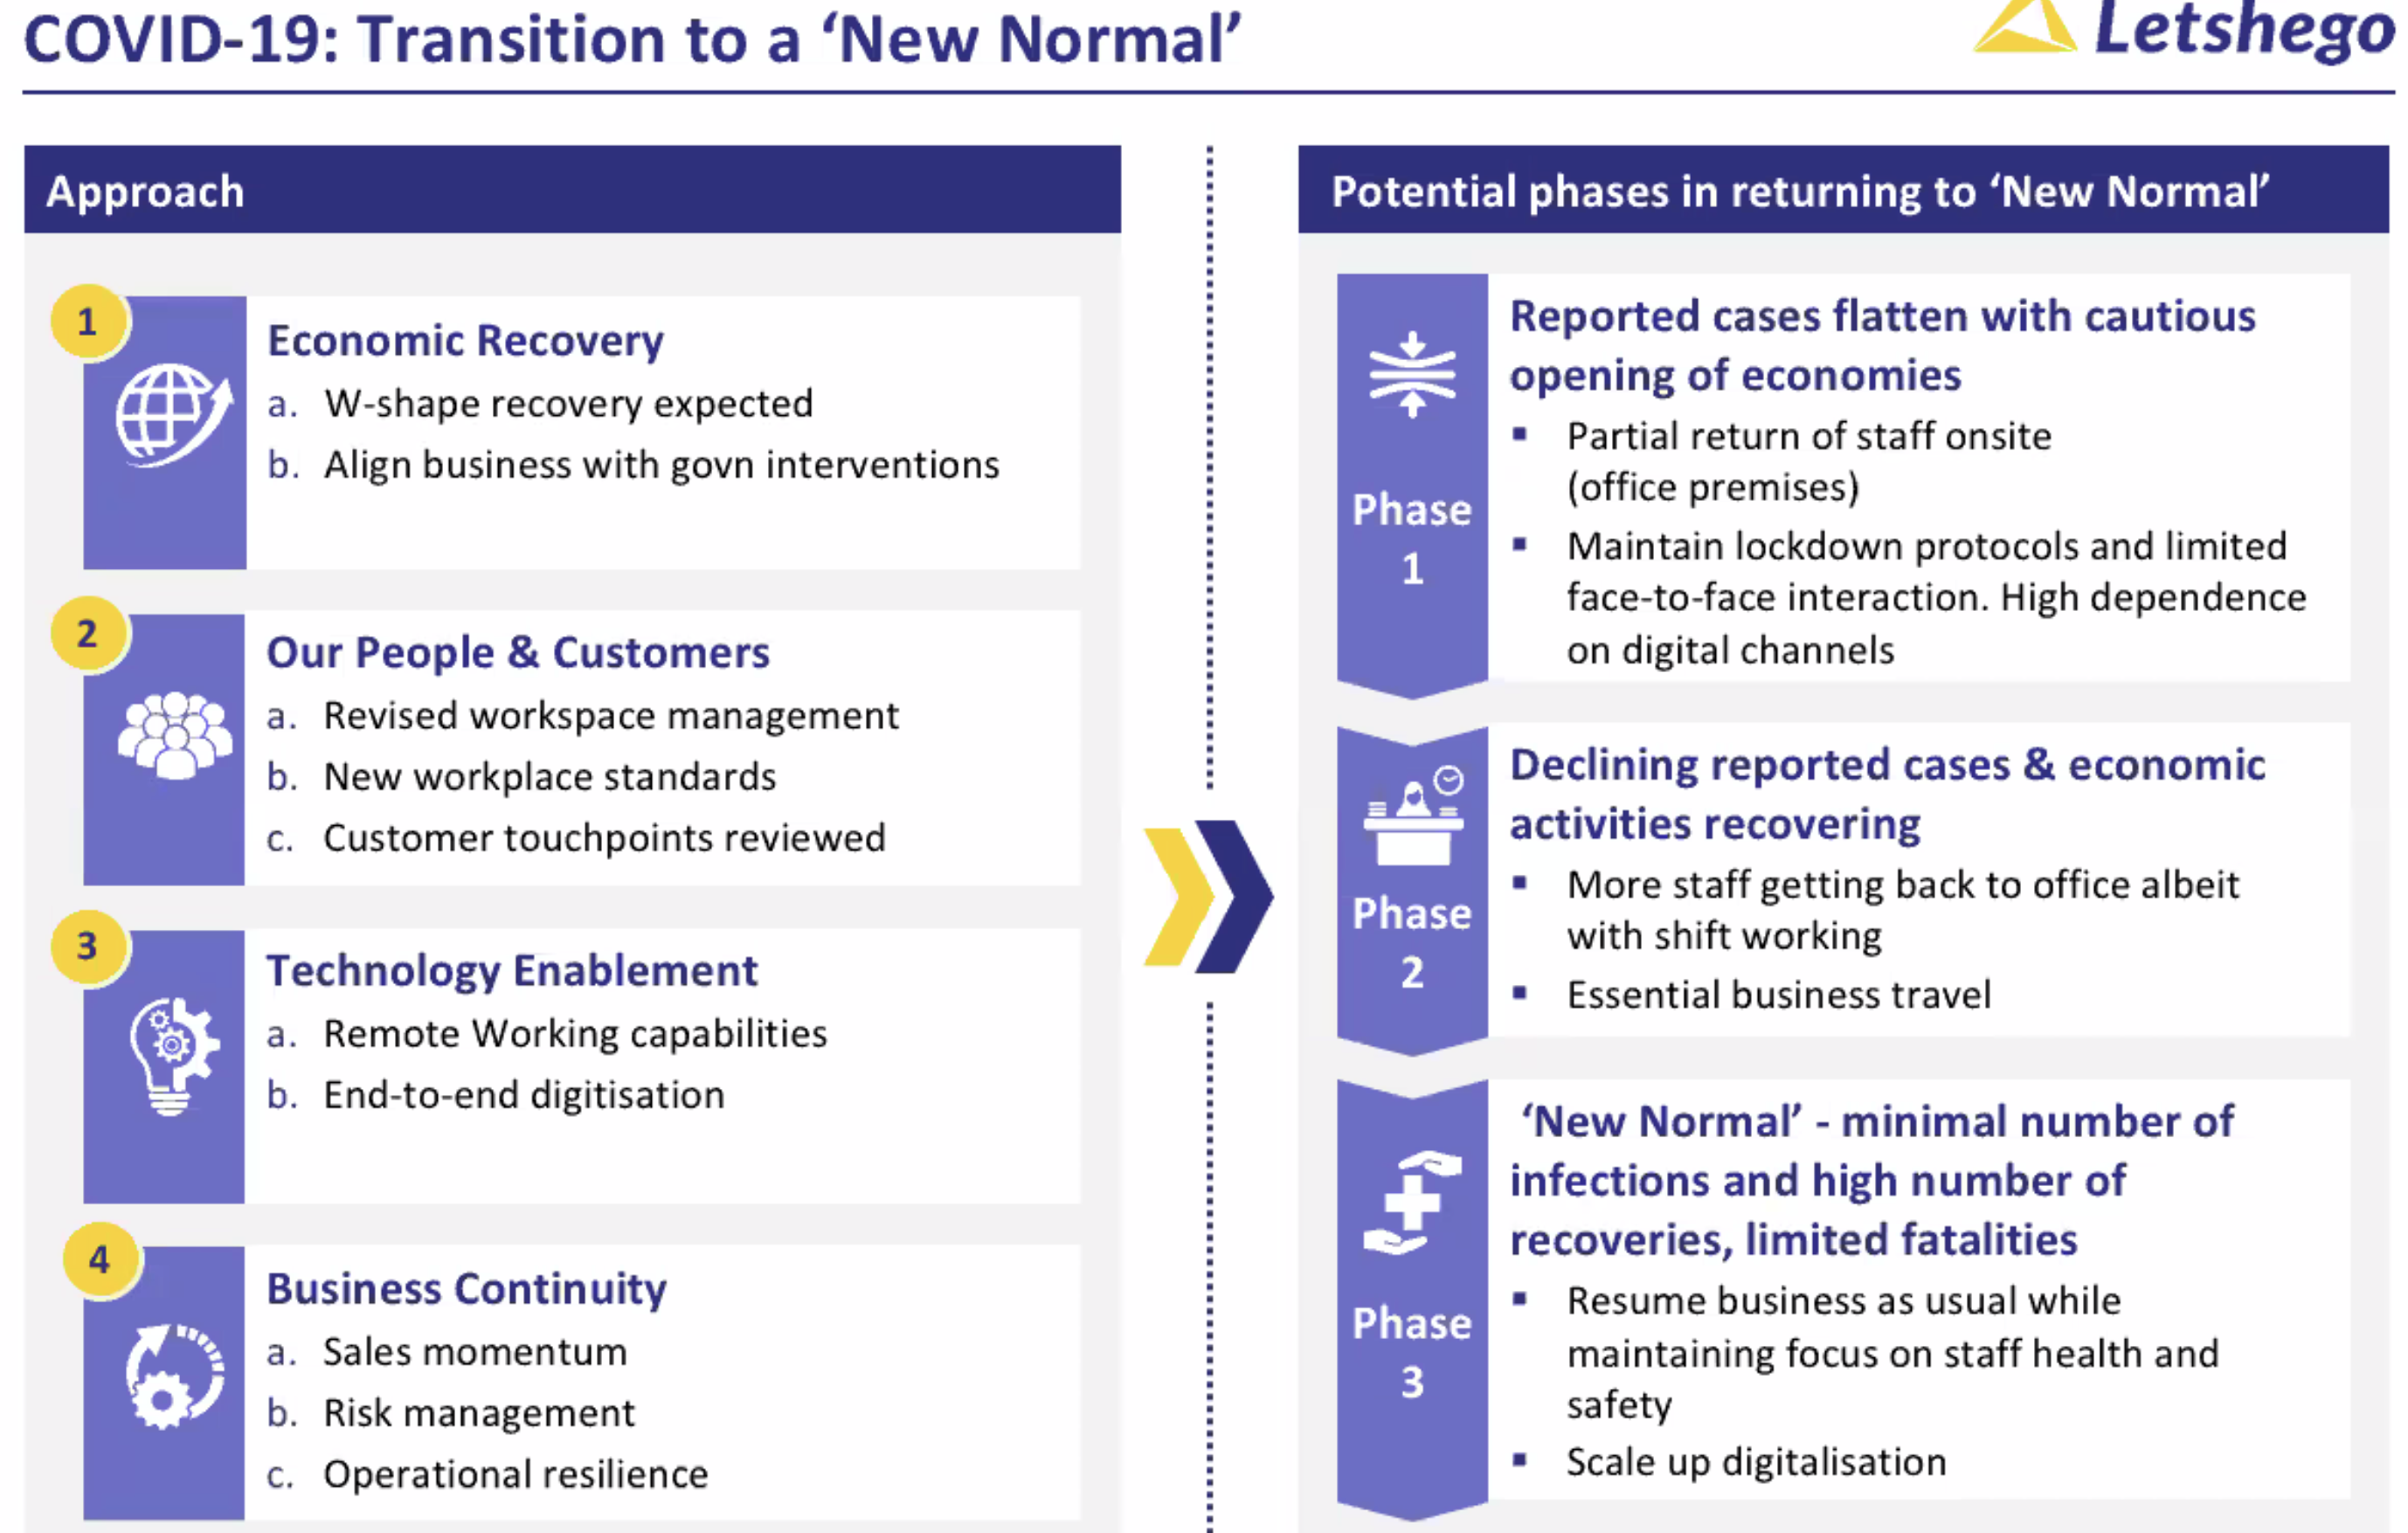 COVID-19: Transition to a ‘New Normal’
Letshego
Approach
1
Economic Recovery
a. W-shape recovery expected
b. Align business with govn interventions
2
Our People & Customers
a. Revised workspace management
b. New workplace standards
c. Customer touchpoints reviewed
3
Technology Enablement
a. Remote Working capabilities
b. End-to-end digitisation
4
Business Continuity
a. Sales momentum
b. Risk management
c. Operational resilience
Potential phases in returning to ‘New Normal’
Phase
1
Reported cases flatten with cautious
opening of economies
▪ Partial return of staff onsite
(office premises)
▪ Maintain lockdown protocols and limited
face-to-face interaction. High dependence
on digital channels
Phase
2
Declining reported cases & economic
activities recovering
▪ More staff getting back to office albeit
with shift working
▪ Essential business travel
Phase
3
‘New Normal’ - minimal number of
infections and high number of
recoveries, limited fatalities
▪ Resume business as usual while
maintaining focus on staff health and
safety
▪ Scale up digitalisation